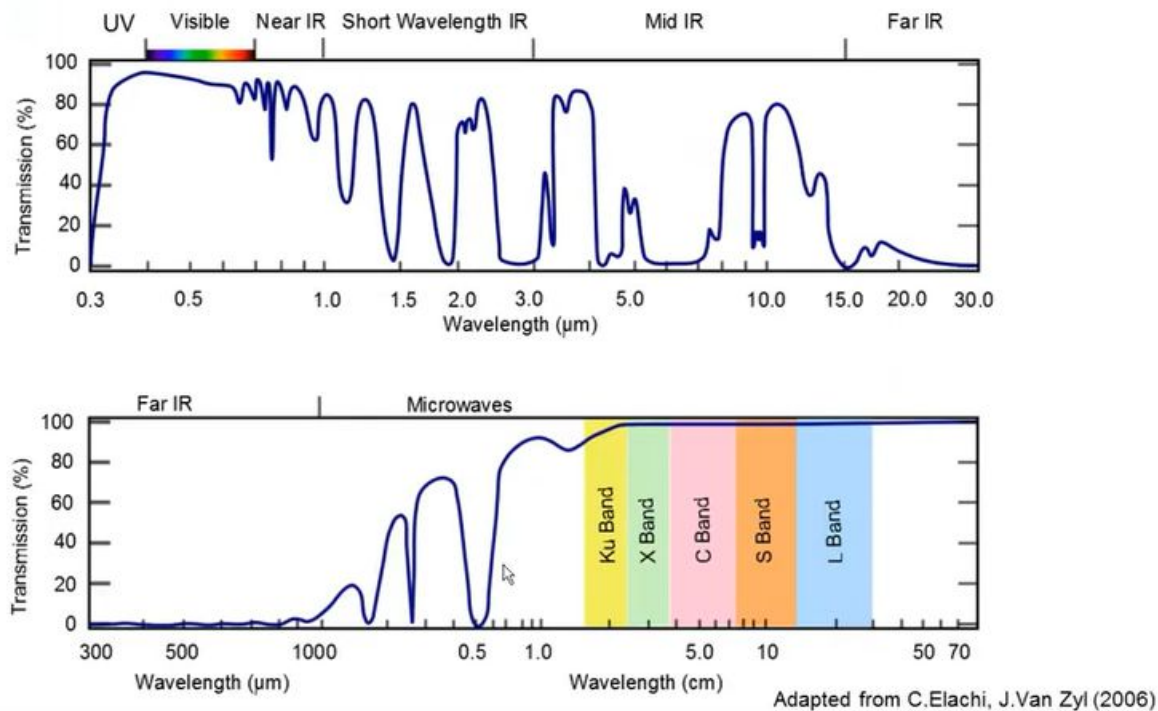 UV Visible Near IR Short Wavelength IR Mid IR Far IR
100
80
60
40
20
0
Transmission (%)
0.3 0.5 1.0 1.5 2.0 3.0 5.0 10.0 15.0 20.0 30.0
Wavelength (µm)
Far IR Microwaves
100
80
60
40
20
0
Transmission (%)
Ku Band
X Band
C Band
S Band
L Band
300 500 1000 0.5 1.0 5.0 10 50 70
Wavelength (µm) Wavelength (cm)
Adapted from C.Elachi, J.Van Zyl (2006)